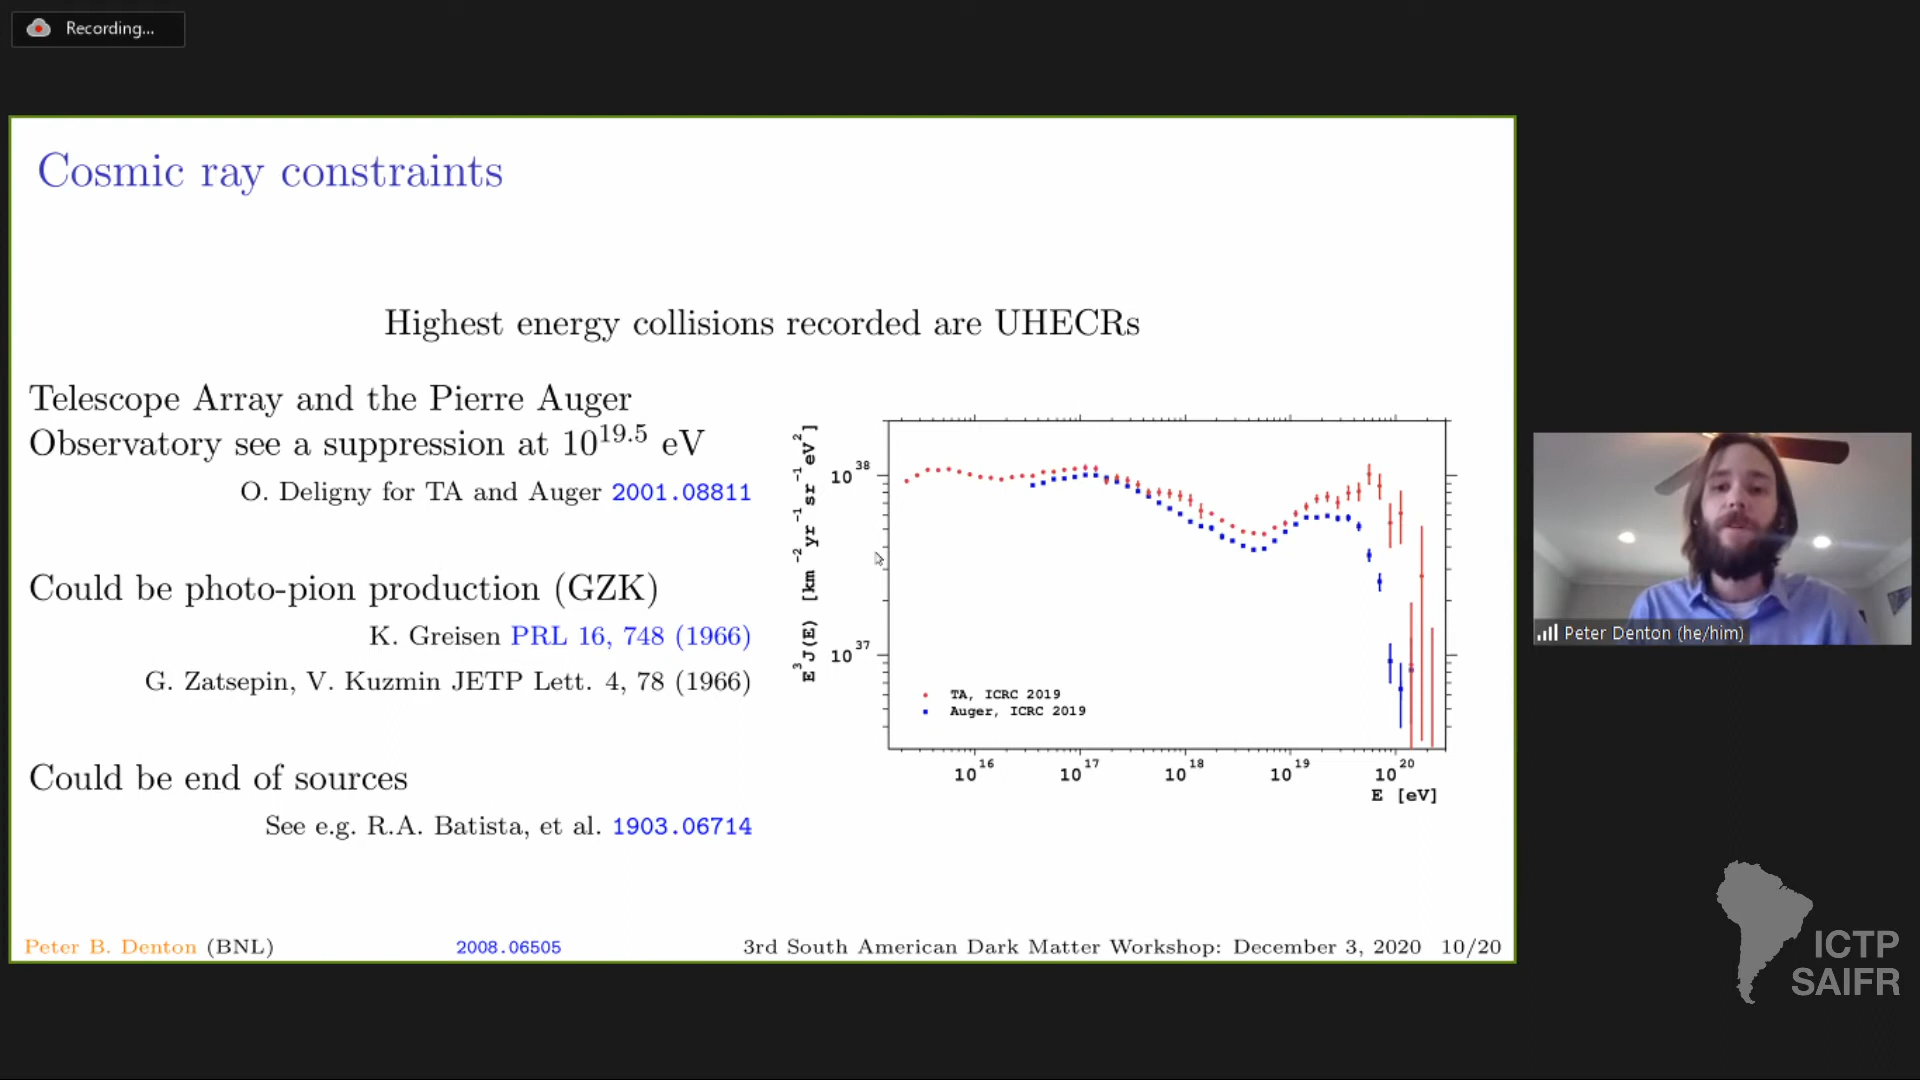 Recording...
Cosmic ray constraints
Highest energy collisions recorded are UHECRs
Telescope Array and the Pierre Auger
Observatory see a suppression at 10^19.5 eV
O. Deligny for TA and Auger 2001.08811
Could be photo-pion production (GZK)
K. Greisen PRL 16, 748 (1966)
G. Zatsepin, V. Kuzmin JETP Lett. 4, 78 (1966)
Could be end of sources
See e.g. R.A. Batista, et al. 1903.06714
E^3 J(E) [km^-2 yr^-1 sr^-1 eV^2]
10^38
10^37
TA, ICRC 2019
Auger, ICRC 2019
10^16 10^17 10^18 10^19 10^20
E [eV]
Peter B. Denton (BNL) 2008.06505 3rd South American Dark Matter Workshop: December 3, 2020 10/20
Peter Denton (he/him)
ICTP
SAIFR